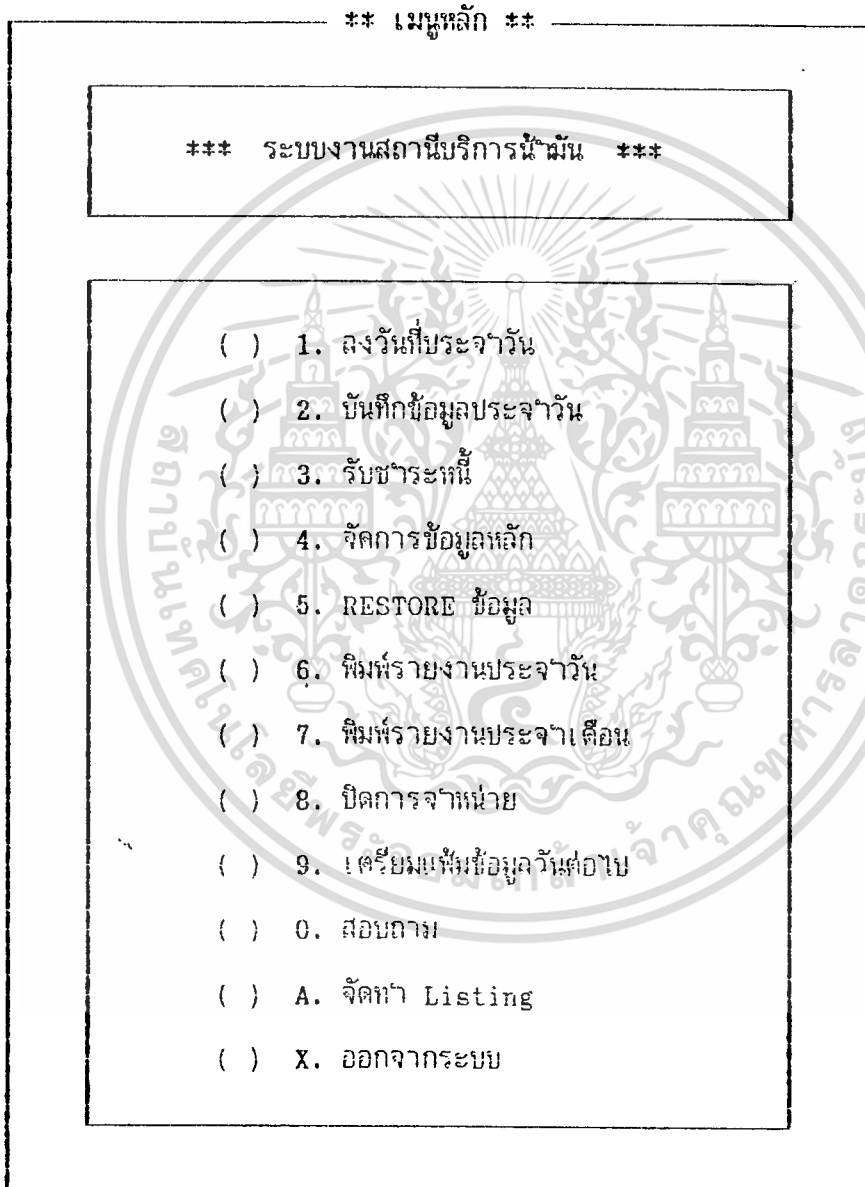 ** เมนูหลัก **
*** ระบบงานสถานีบริการน้ำมัน ***
( ) 1. ลงวันที่ประจำวัน
( ) 2. บันทึกข้อมูลประจำวัน
( ) 3. รับชำระหนี้
( ) 4. จัดการข้อมูลหลัก
( ) 5. RESTORE ข้อมูล
( ) 6. พิมพ์รายงานประจำวัน
( ) 7. พิมพ์รายงานประจำเดือน
( ) 8. ปิดการจำหน่าย
( ) 9. เตรียมแฟ้มข้อมูลวันต่อไป
( ) 0. สอบถาม
( ) A. จัดทำ Listing
( ) X. ออกจากระบบ